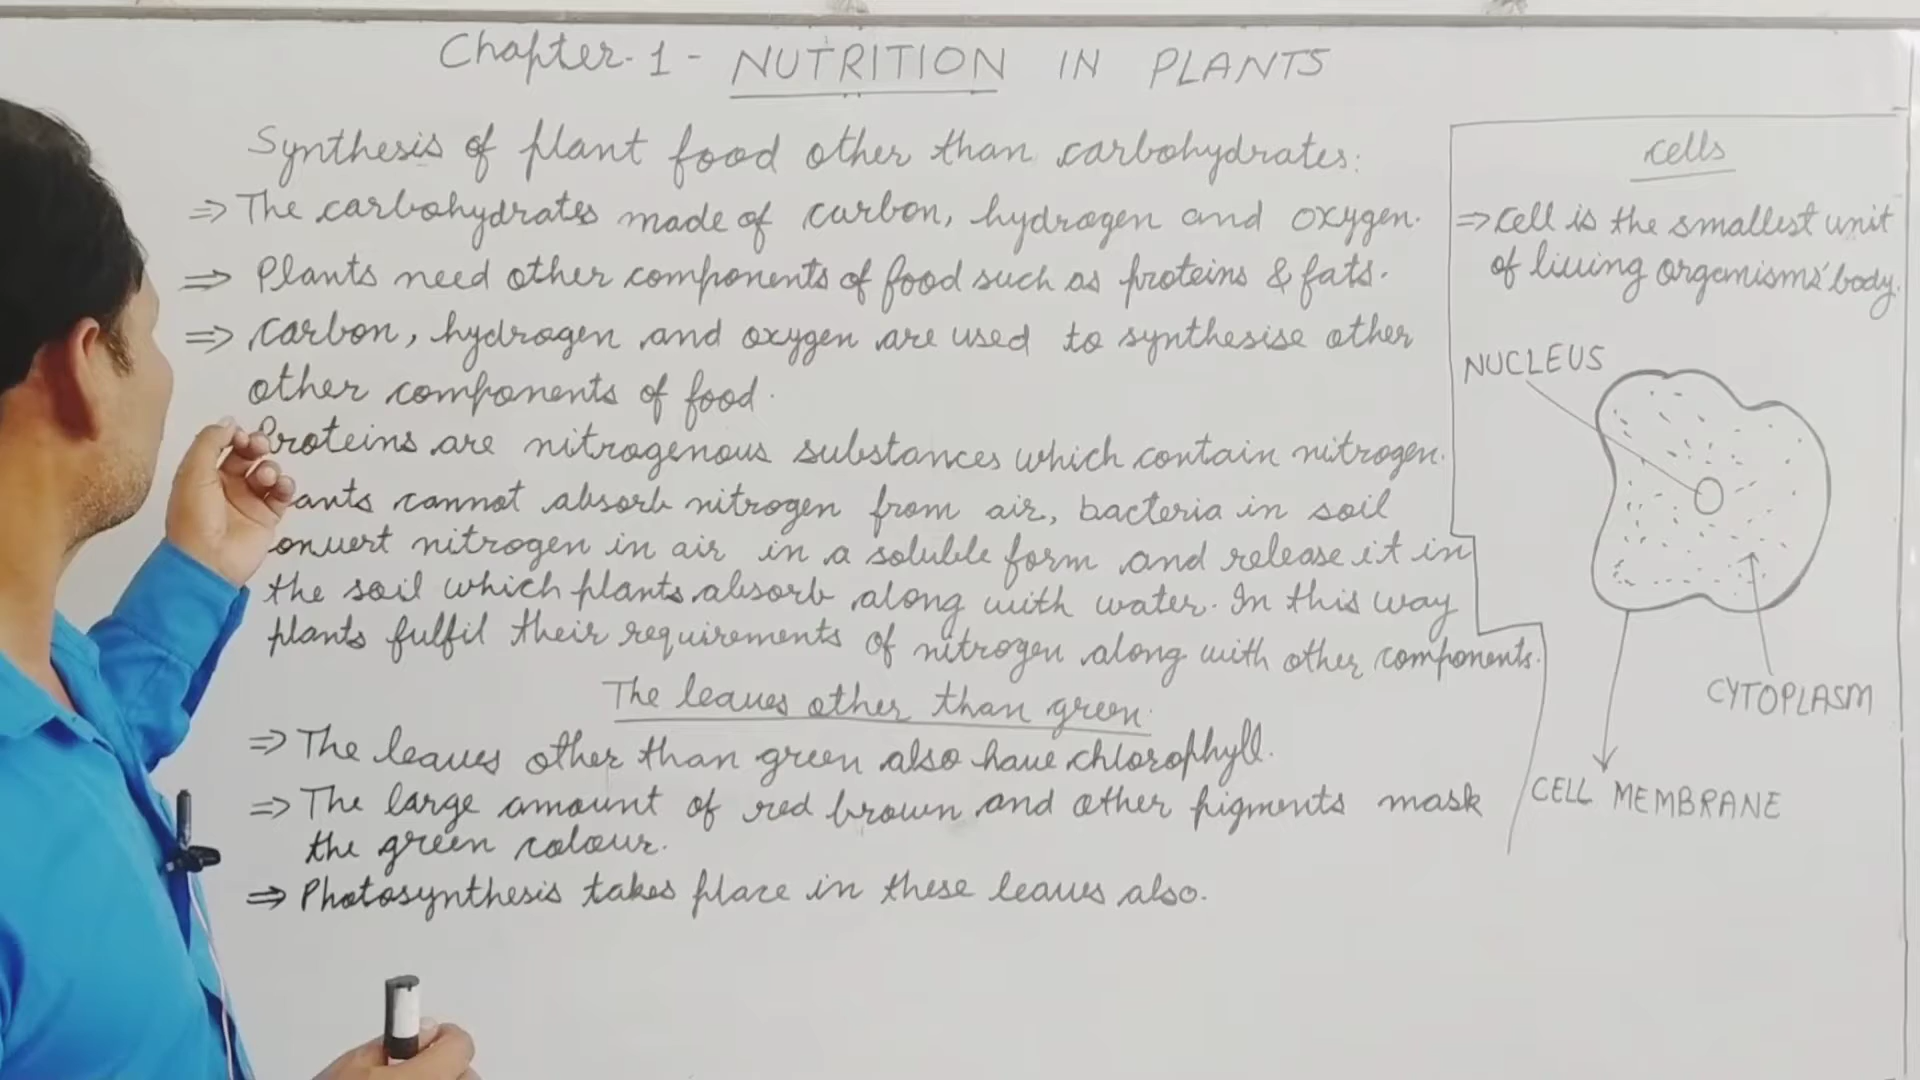 Chapter-1- NUTRITION IN PLANTS
Synthesis of plant food other than carbohydrates:
⇒ The carbohydrates made of carbon, hydrogen and oxygen.
⇒ Plants need other components of food such as proteins & fats.
⇒ Carbon, hydrogen and oxygen are used to synthesise other
other components of food.
Proteins are nitrogenous substances which contain nitrogen.
ants cannot absorb nitrogen from air, bacteria in soil
onvert nitrogen in air in a soluble form and release it in
the soil which plants absorb along with water. In this way
plants fulfil their requirements of nitrogen along with other components.
The leaves other than green.
⇒ The leaves other than green also have chlorophyll.
⇒ The large amount of red brown and other pigments mask
the green colour.
⇒ Photosynthesis takes place in these leaves also.
cells
⇒ Cell is the smallest unit
of living organisms' body.
NUCLEUS
CYTOPLASM
CELL MEMBRANE